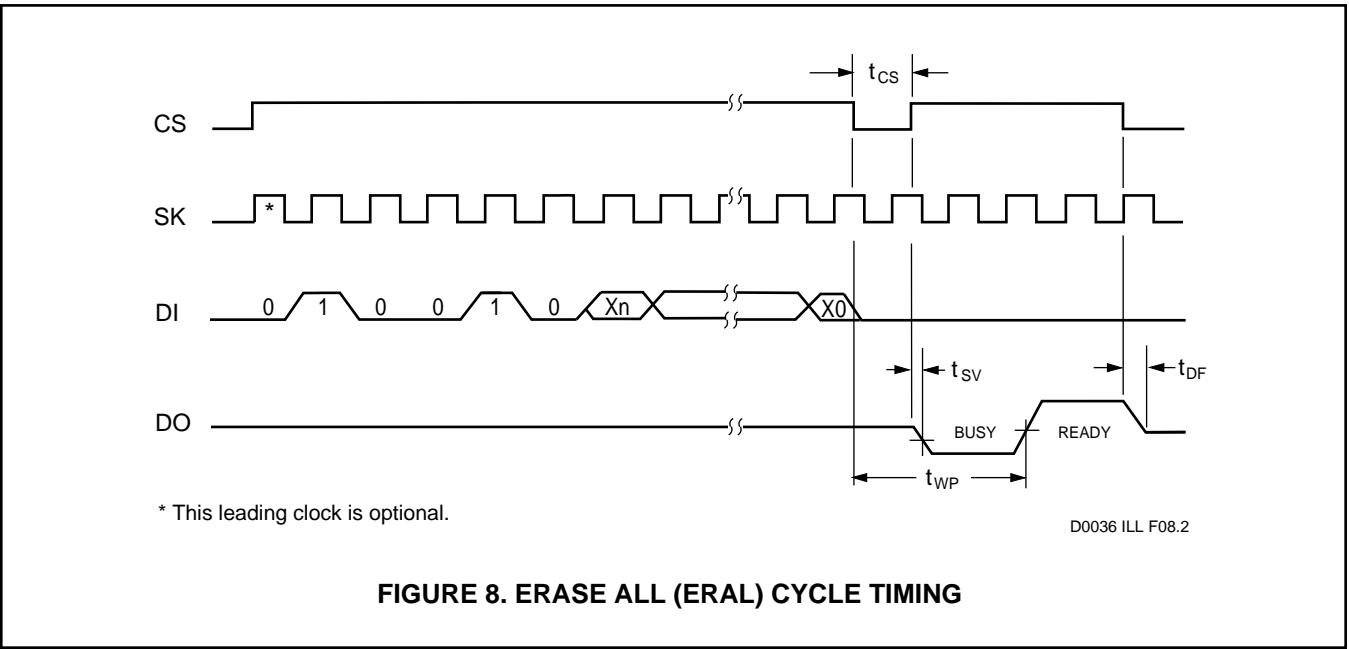 tCS
CS
SK
*
DI
0 1 0 0 1 0 Xn X0
tSV
tDF
DO
BUSY
READY
tWP
* This leading clock is optional.
D0036 ILL F08.2
FIGURE 8. ERASE ALL (ERAL) CYCLE TIMING